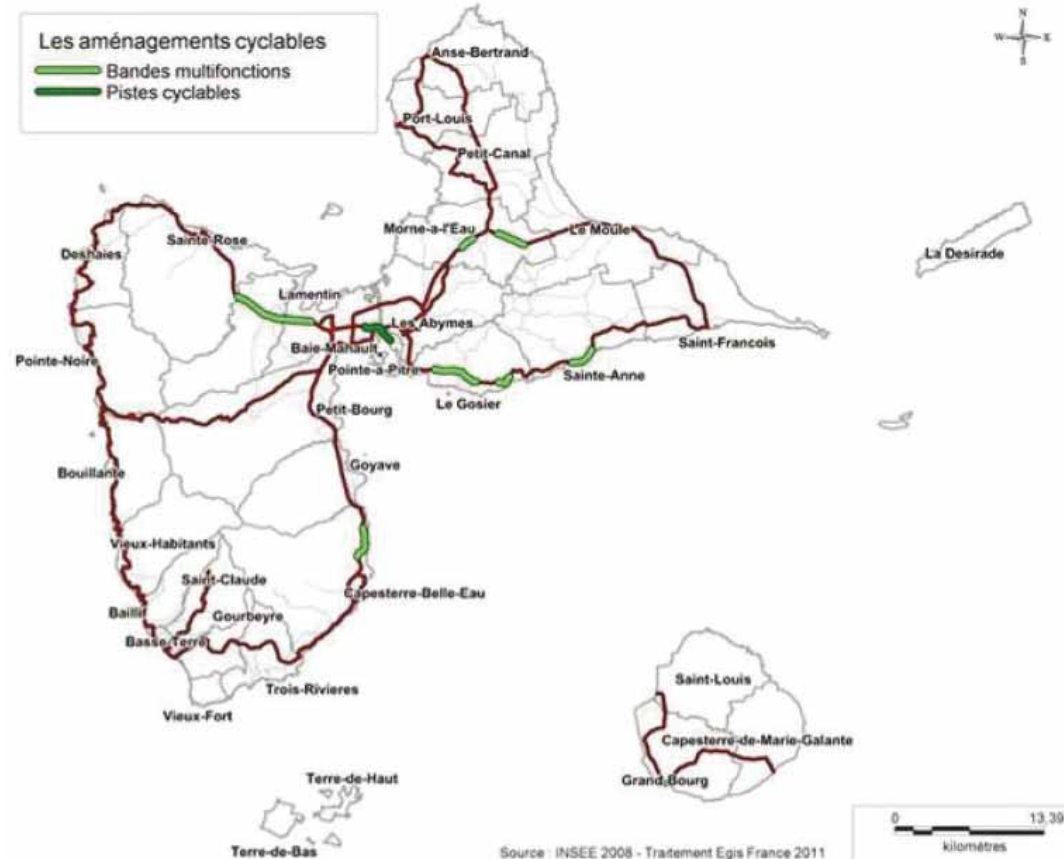 Les aménagements cyclables
Bandes multifonctions
Pistes cyclables
N
W
E
S
Anse-Bertrand
Port-Louis
Petit-Canal
Morne-a-l'Eau
Le Moule
Sainte-Rose
Deshaies
La Desirade
Lamentin
Les Abymes
Baie-Mahault
Saint-Francois
Pointe-Noire
Pointe-a-Pitre
Sainte-Anne
Le Gosier
Petit-Bourg
Goyave
Bouillante
Vieux-Habitants
Saint-Claude
Capesterre-Belle-Eau
Baillif
Gourbeyre
Basse-Terre
Trois-Rivieres
Vieux-Fort
Saint-Louis
Capesterre-de-Marie-Galante
Grand-Bourg
Terre-de-Haut
Terre-de-Bas
0
13,39
kilomètres
Source : INSEE 2008 - Traitement Egis France 2011